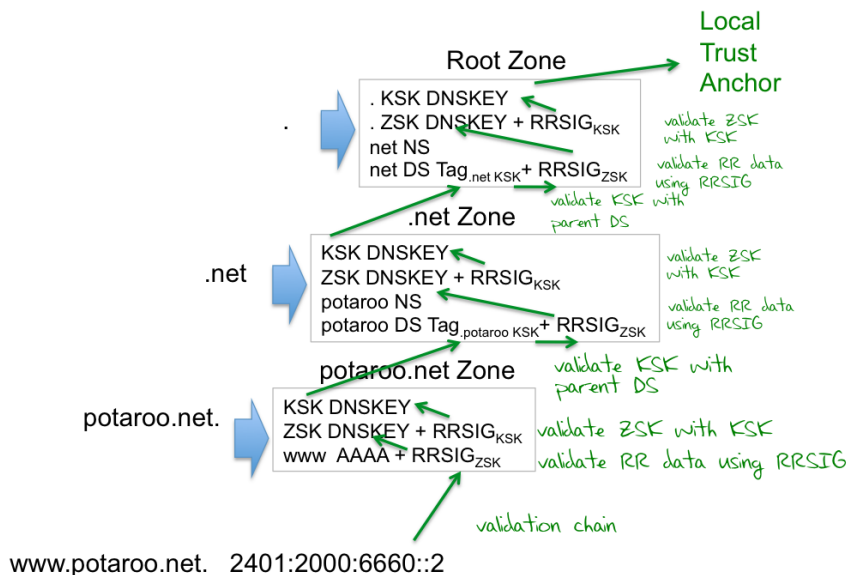 Local
Trust
Anchor
Root Zone
.
. KSK DNSKEY
. ZSK DNSKEY + RRSIGKSK
net NS
net DS Tag.net KSK+ RRSIGZSK
validate ZSK
with KSK
validate RR data
using RRSIG
validate KSK with
parent DS
.net Zone
.net
KSK DNSKEY
ZSK DNSKEY + RRSIGKSK
potaroo NS
potaroo DS Tag.potaroo KSK+ RRSIGZSK
validate ZSK
with KSK
validate RR data
using RRSIG
validate KSK with
parent DS
potaroo.net Zone
potaroo.net.
KSK DNSKEY
ZSK DNSKEY + RRSIGKSK
www AAAA + RRSIGZSK
validate ZSK with KSK
validate RR data using RRSIG
validation chain
www.potaroo.net. 2401:2000:6660::2